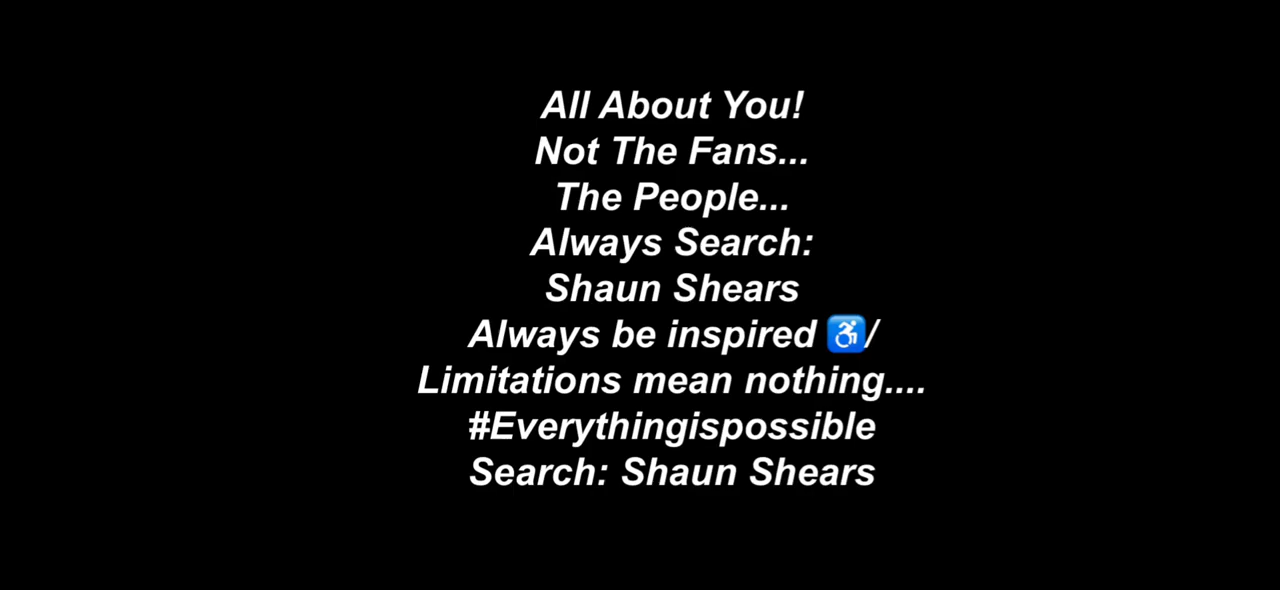 All About You!
Not The Fans...
The People...
Always Search:
Shaun Shears
Always be inspired ♿/
Limitations mean nothing....
#Everythingispossible
Search: Shaun Shears